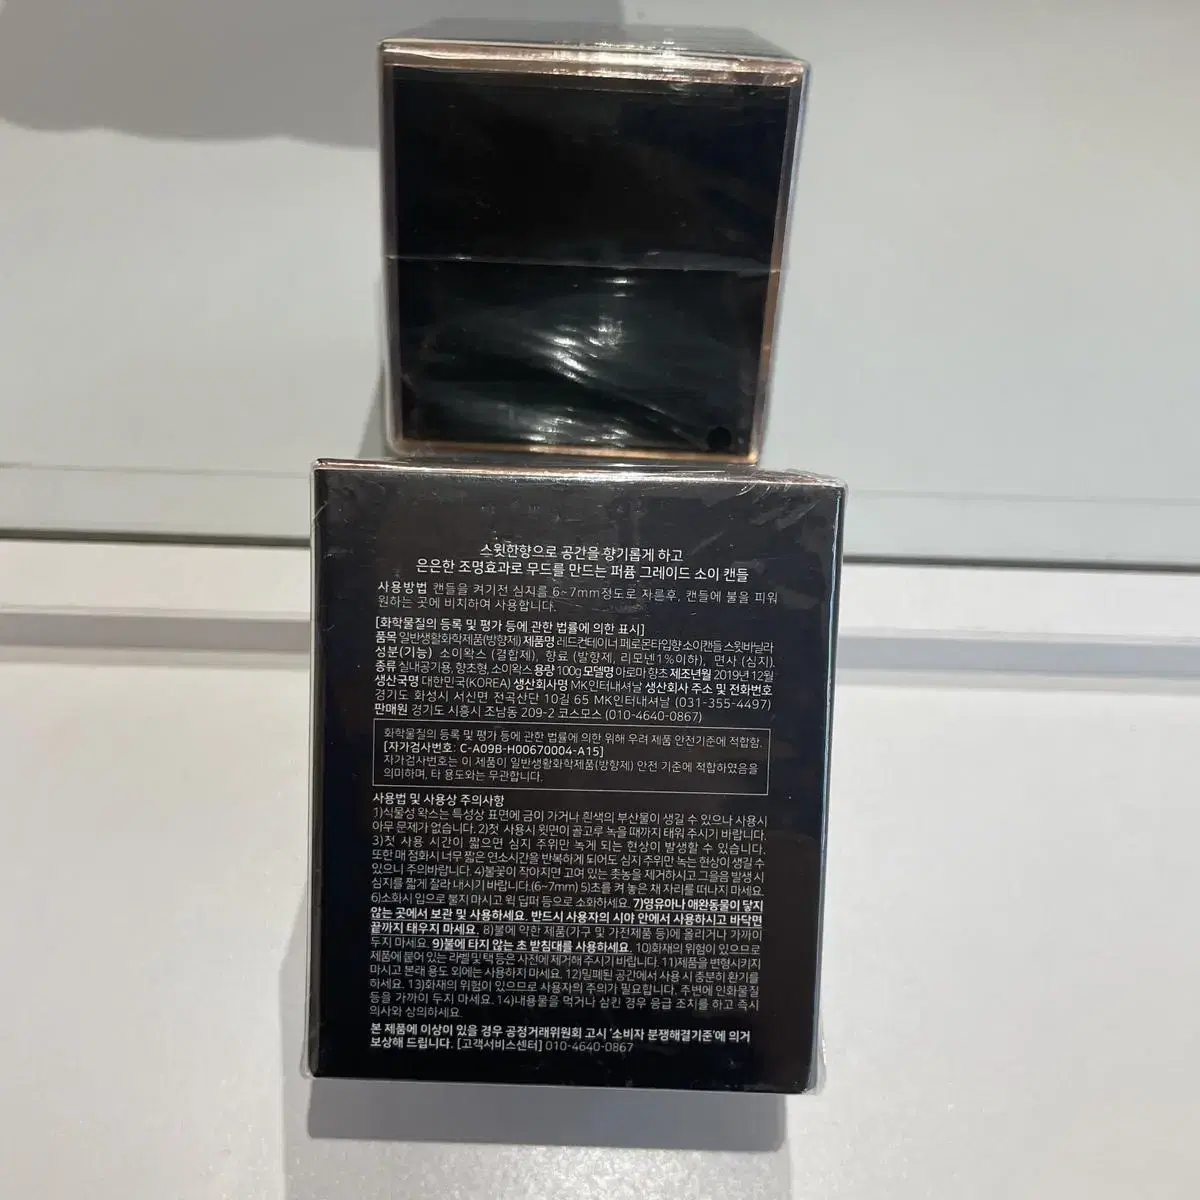 스윗한향으로 공간을 향기롭게 하고
은은한 조명효과로 무드를 만드는 퍼퓸 그레이드 소이 캔들
사용방법 캔들을 켜기전 심지를 6~7mm정도로 자른후, 캔들에 불을 피워
원하는 곳에 비치하여 사용합니다.
[화학물질의 등록 및 평가 등에 관한 법률에 의한 표시]
품목 일반생활화학제품(방향제) 제품명 레드컨테이너 페로몬타입향 소이캔들 스윗바닐라
성분(기능) 소이왁스 (결합제), 향료 (발향제, 리모넨1%이하), 면사 (심지).
종류 실내공기용, 향초형, 소이왁스 용량 100g 모델명 아로마 향초 제조년월 2019년 12월
생산국명 대한민국(KOREA) 생산회사명 MK인터내셔날 생산회사 주소 및 전화번호
경기도 화성시 서신면 전곡산단 10길 65 MK인터내셔날 (031-355-4497)
판매원 경기도 시흥시 조남동 209-2 코스모스 (010-4640-0867)
화학물질의 등록 및 평가 등에 관한 법률에 의한 위해 우려 제품 안전기준에 적합함.
[자가검사번호: C-A09B-H00670004-A15]
자가검사번호는 이 제품이 일반생활화학제품(방향제) 안전 기준에 적합하였음을
의미하며, 타 용도와는 무관합니다.
사용법 및 사용상 주의사항
1)식물성 왁스는 특성상 표면에 금이 가거나 흰색의 부산물이 생길 수 있으나 사용시
아무 문제가 없습니다. 2)첫 사용시 윗면이 골고루 녹을 때까지 태워 주시기 바랍니다.
3)첫 사용 시간이 짧으면 심지 주위만 녹게 되는 현상이 발생할 수 있습니다.
또한 매 점화시 너무 짧은 연소시간을 반복하게 되어도 심지 주위만 녹는 현상이 생길 수
있으니 주의바랍니다. 4)불꽃이 작아지면 고여 있는 촛농을 제거하시고 그을음 발생 시
심지를 짧게 잘라 내시기 바랍니다.(6~7mm) 5)초를 켜 놓은 채 자리를 떠나지 마세요.
6)소화시 입으로 불지 마시고 윅 딥퍼 등으로 소화하세요. 7)영유아나 애완동물이 닿지
않는 곳에서 보관 및 사용하세요. 반드시 사용자의 시야 안에서 사용하시고 바닥면
끝까지 태우지 마세요. 8)불에 약한 제품(가구 및 가전제품 등)에 올리거나 가까이
두지 마세요. 9)불에 타지 않는 초 받침대를 사용하세요. 10)화재의 위험이 있으므로
제품에 붙어 있는 라벨 및 택 등은 사전에 제거해 주시기 바랍니다. 11)제품을 변형시키지
마시고 본래 용도 외에는 사용하지 마세요. 12)밀폐된 공간에서 사용 시 충분히 환기를
하세요. 13)화재의 위험이 있으므로 사용자의 주의가 필요합니다. 주변에 인화물질
등을 가까이 두지 마세요. 14)내용물을 먹거나 삼킨 경우 응급 조치를 하고 즉시
의사와 상의하세요.
본 제품에 이상이 있을 경우 공정거래위원회 고시 '소비자 분쟁해결기준'에 의거
보상해 드립니다. [고객서비스센터] 010-4640-0867